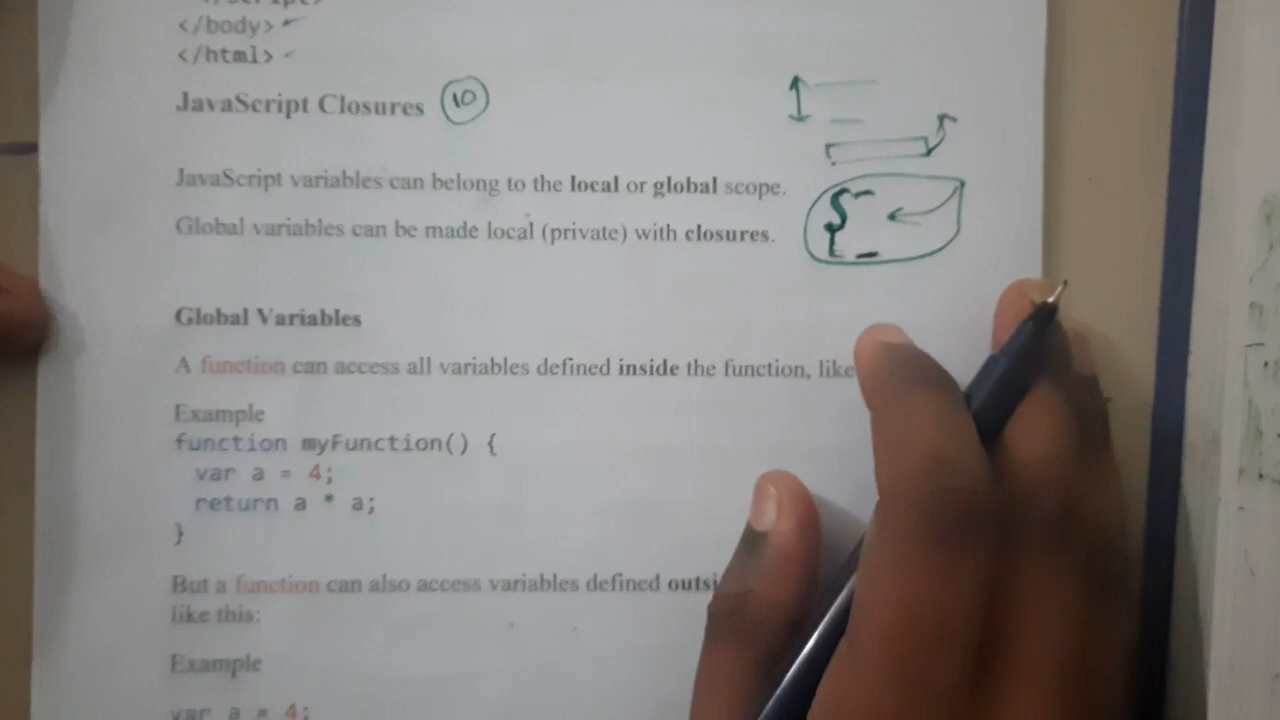 </body>
</html>
JavaScript Closures 10
JavaScript variables can belong to the local or global scope.
Global variables can be made local (private) with closures.
Global Variables
A function can access all variables defined inside the function, like
Example
function myFunction() {
var a = 4;
return a * a;
}
But a function can also access variables defined
like this:
Example
var a = 4;